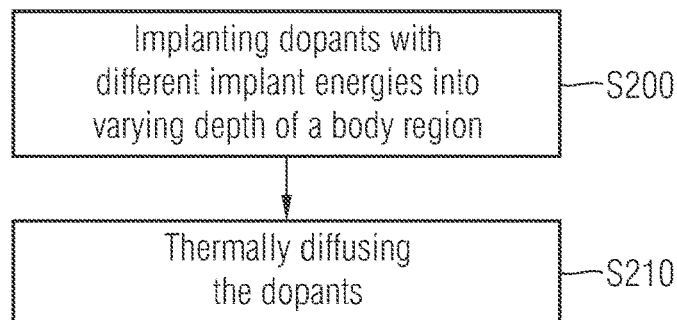 Implanting dopants with
different implant energies into
varying depth of a body region
S200
Thermally diffusing
the dopants
S210